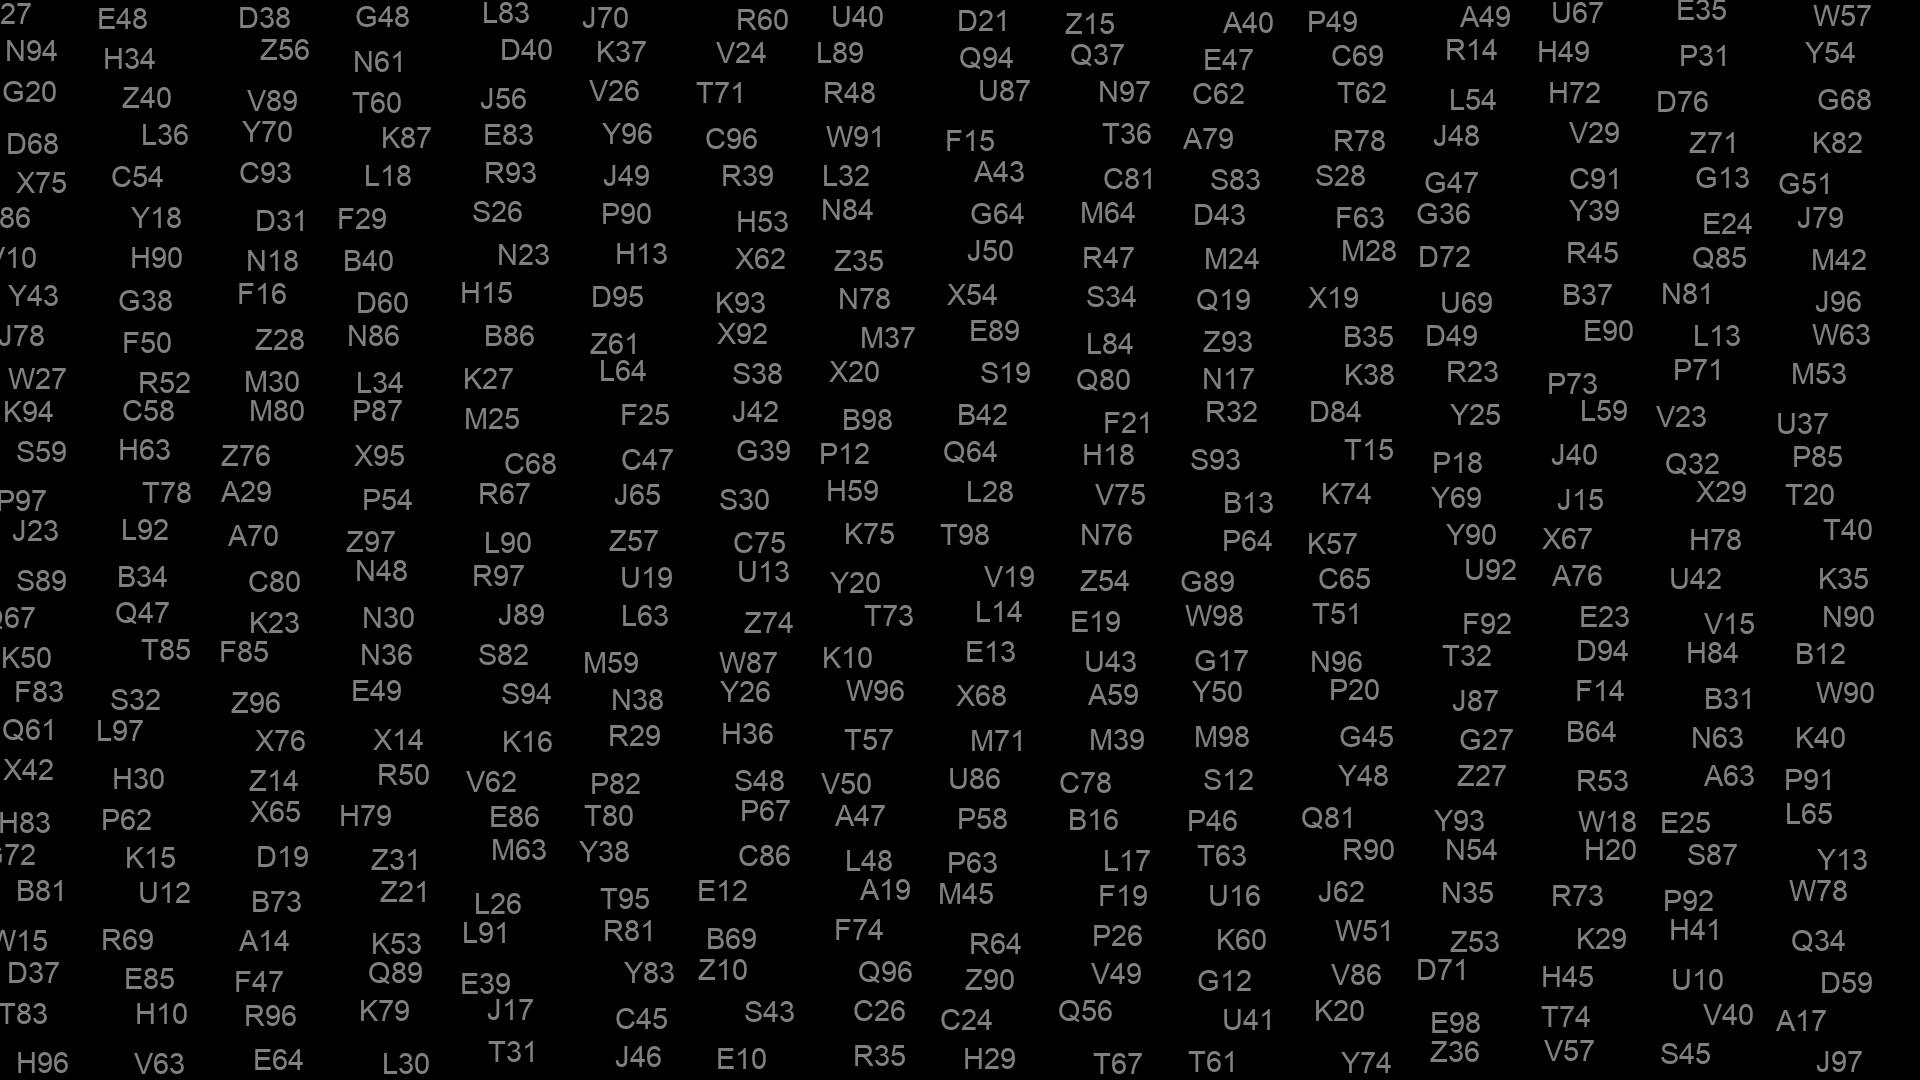 27 E48 D38 G48 L83 J70 R60 U40 D21 Z15 A40 P49 A49 U67 E35 W57
N94 H34 Z56 N61 D40 K37 V24 L89 Q94 Q37 E47 C69 R14 H49 P31 Y54
G20 Z40 V89 T60 J56 V26 T71 R48 U87 N97 C62 T62 L54 H72 D76 G68
D68 L36 Y70 K87 E83 Y96 C96 W91 F15 T36 A79 R78 J48 V29 Z71 K82
X75 C54 C93 L18 R93 J49 R39 L32 A43 C81 S83 S28 G47 C91 G13 G51
86 Y18 D31 F29 S26 P90 H53 N84 G64 M64 D43 F63 G36 Y39 E24 J79
10 H90 N18 B40 N23 H13 X62 Z35 J50 R47 M24 M28 D72 R45 Q85 M42
Y43 G38 F16 D60 H15 D95 K93 N78 X54 S34 Q19 X19 U69 B37 N81 J96
J78 F50 Z28 N86 B86 Z61 X92 M37 E89 L84 Z93 B35 D49 E90 L13 W63
W27 R52 M30 L34 K27 L64 S38 X20 S19 Q80 N17 K38 R23 P73 P71 M53
K94 C58 M80 P87 M25 F25 J42 B98 B42 F21 R32 D84 Y25 L59 V23 U37
S59 H63 Z76 X95 C68 C47 G39 P12 Q64 H18 S93 T15 P18 J40 Q32 P85
P97 T78 A29 P54 R67 J65 S30 H59 L28 V75 B13 K74 Y69 J15 X29 T20
J23 L92 A70 Z97 L90 Z57 C75 K75 T98 N76 P64 K57 Y90 X67 H78 T40
S89 B34 C80 N48 R97 U19 U13 Y20 V19 Z54 G89 C65 U92 A76 U42 K35
67 Q47 K23 N30 J89 L63 Z74 T73 L14 E19 W98 T51 F92 E23 V15 N90
K50 T85 F85 N36 S82 M59 W87 K10 E13 U43 G17 N96 T32 D94 H84 B12
F83 S32 Z96 E49 S94 N38 Y26 W96 X68 A59 Y50 P20 J87 F14 B31 W90
Q61 L97 X76 X14 K16 R29 H36 T57 M71 M39 M98 G45 G27 B64 N63 K40
X42 H30 Z14 R50 V62 P82 S48 V50 U86 C78 S12 Y48 Z27 R53 A63 P91
H83 P62 X65 H79 E86 T80 P67 A47 P58 B16 P46 Q81 Y93 W18 E25 L65
72 K15 D19 Z31 M63 Y38 C86 L48 P63 L17 T63 R90 N54 H20 S87 Y13
B81 U12 B73 Z21 L26 T95 E12 A19 M45 F19 U16 J62 N35 R73 P92 W78
W15 R69 A14 K53 L91 R81 B69 F74 R64 P26 K60 W51 Z53 K29 H41 Q34
D37 E85 F47 Q89 E39 Y83 Z10 Q96 Z90 V49 G12 V86 D71 H45 U10 D59
T83 H10 R96 K79 J17 C45 S43 C26 C24 Q56 U41 K20 E98 T74 V40 A17
H96 V63 E64 L30 T31 J46 E10 R35 H29 T67 T61 Y74 Z36 V57 S45 J97